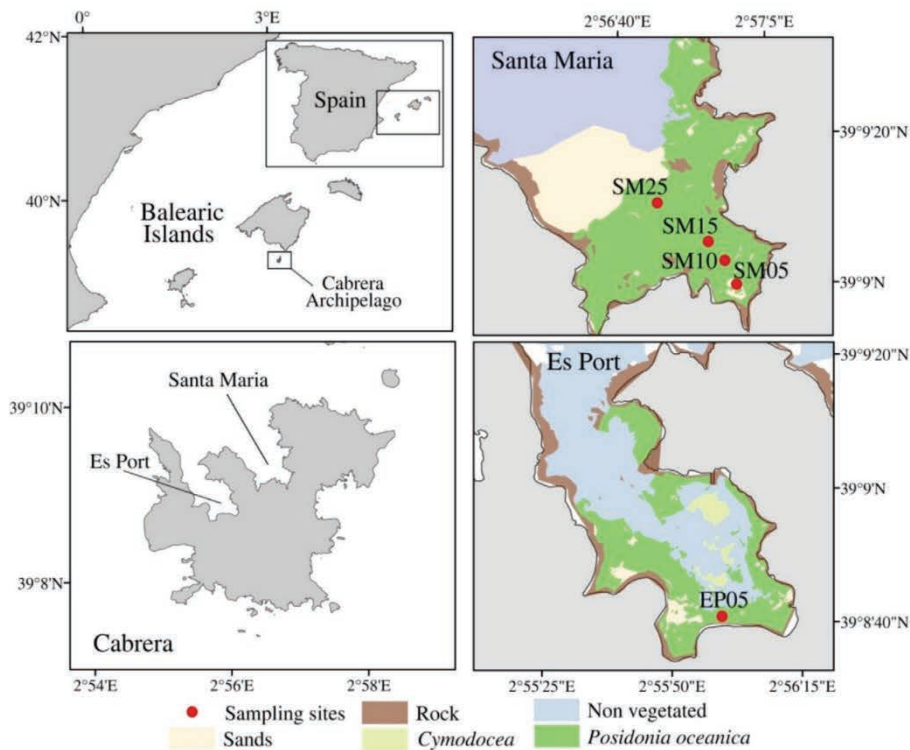 0°
3°E
42°N
40°N
Spain
Balearic
Islands
Cabrera
Archipelago
2°56'40"E
2°57'5"E
Santa Maria
39°9'20"N
SM25
SM15
SM10
SM05
39°9'N
Santa Maria
Es Port
39°10'N
39°8'N
Cabrera
2°54'E
2°56'E
2°58'E
Es Port
39°9'20"N
39°9'N
EP05
39°8'40"N
2°55'25"E
2°55'50"E
2°56'15"E
Sampling sites
Rock
Non vegetated
Sands
Cymodocea
Posidonia oceanica